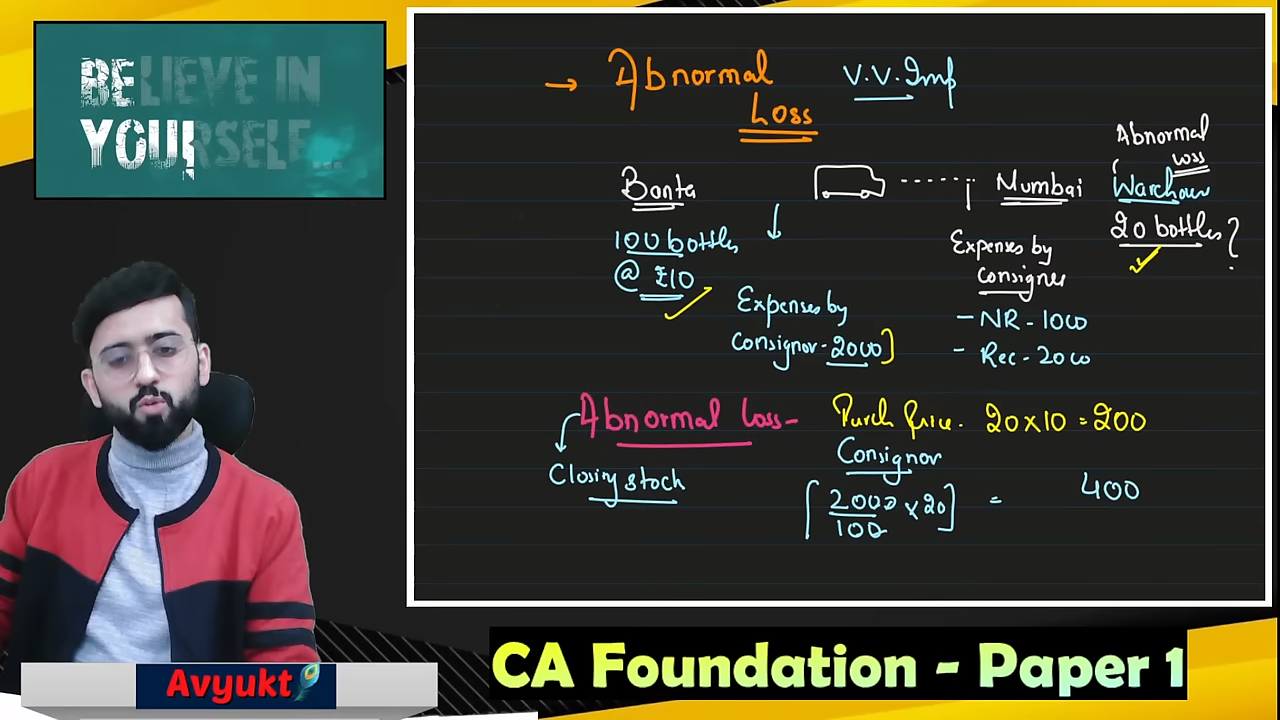 BELIEVE IN
YOURSELF...
→ Abnormal
Loss
V.V. Imp
Banta
100 bottles
@ ₹10
Mumbai
Abnormal
Loss
20 bottles?
Expenses by
consignor - 2000]
Expenses by
Consignee
- NR - 1000
- Rec - 2000
Abnormal loss -
Closing stock
Purch Price. 20 × 10 = 200
Consignor
[2000/100 × 20] = 400
Avyukt
CA Foundation - Paper 1